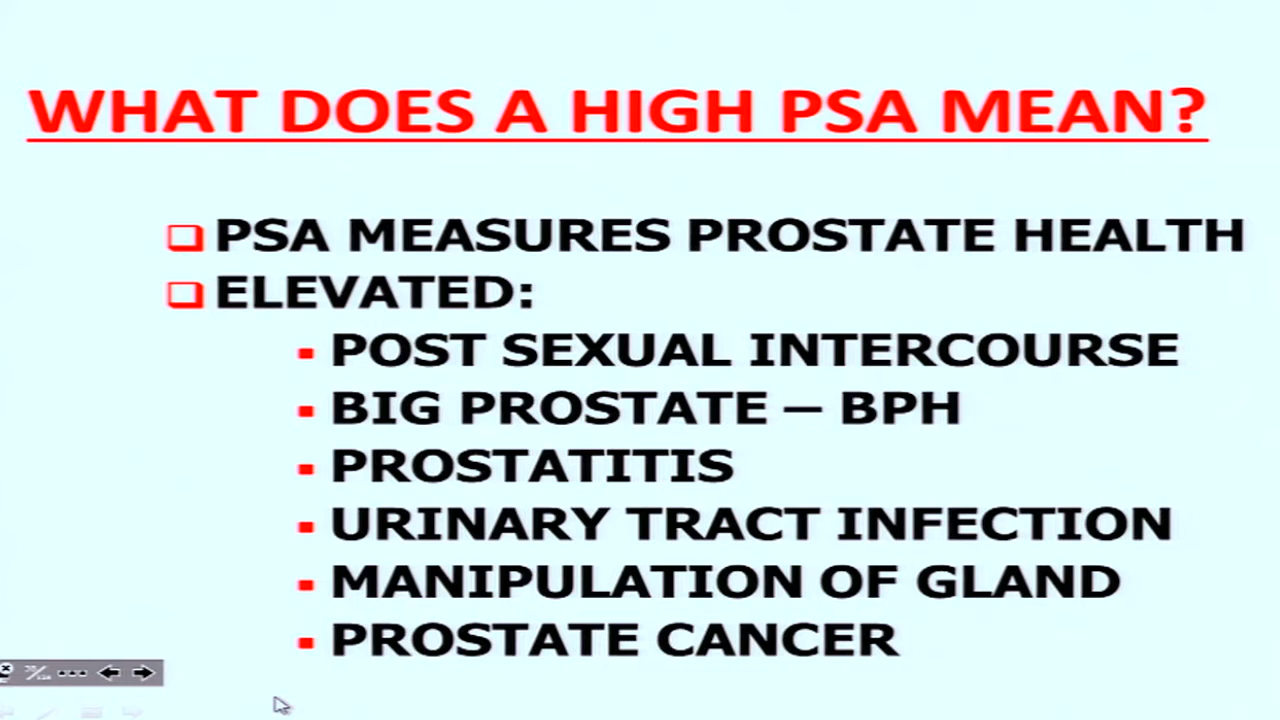 WHAT DOES A HIGH PSA MEAN?
PSA MEASURES PROSTATE HEALTH
ELEVATED:
POST SEXUAL INTERCOURSE
BIG PROSTATE – BPH
PROSTATITIS
URINARY TRACT INFECTION
MANIPULATION OF GLAND
PROSTATE CANCER